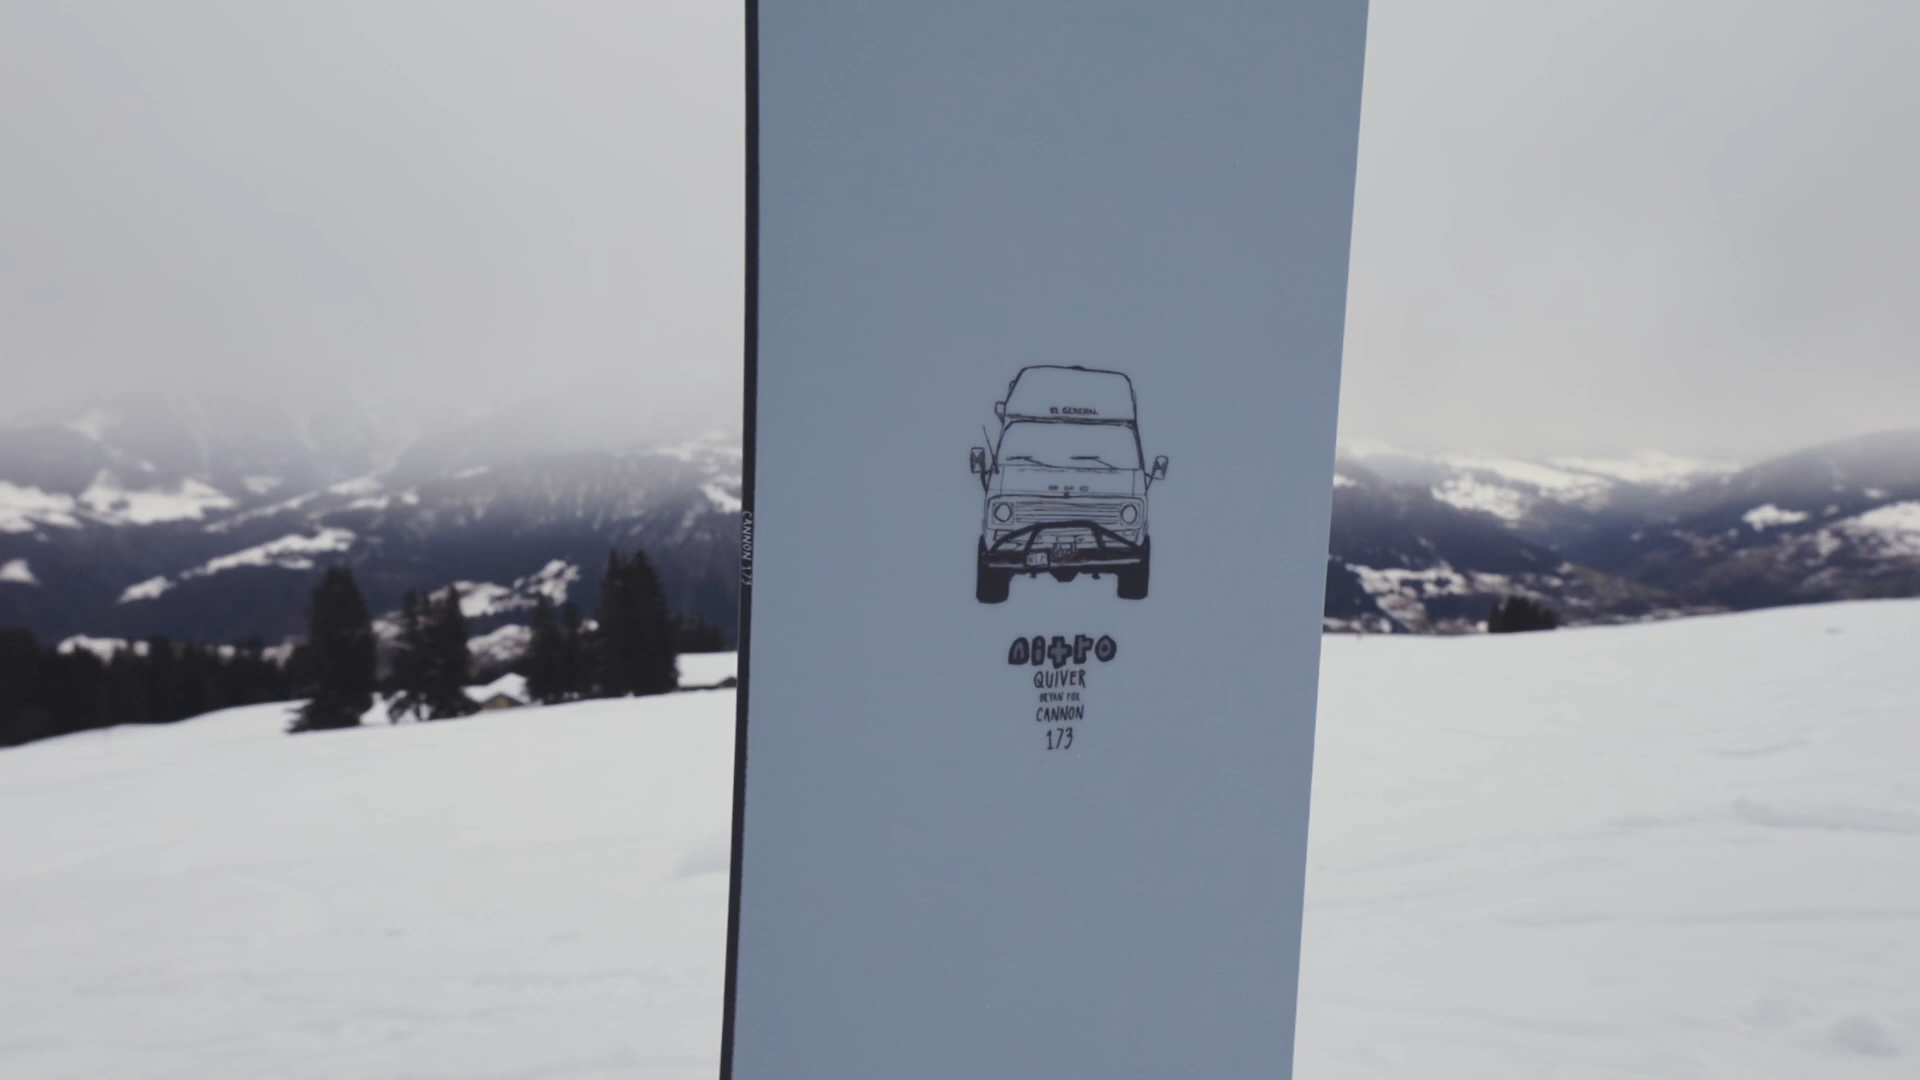 EL GENERAL
nitro
QUIVER
BRYAN FOX
CANNON
173
CANNON 173